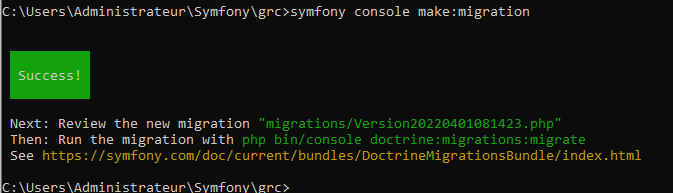 C:\Users\Administrateur\Symfony\grc>symfony console make:migration
Success!
Next: Review the new migration "migrations/Version20220401081423.php"
Then: Run the migration with php bin/console doctrine:migrations:migrate
See https://symfony.com/doc/current/bundles/DoctrineMigrationsBundle/index.html
C:\Users\Administrateur\Symfony\grc>